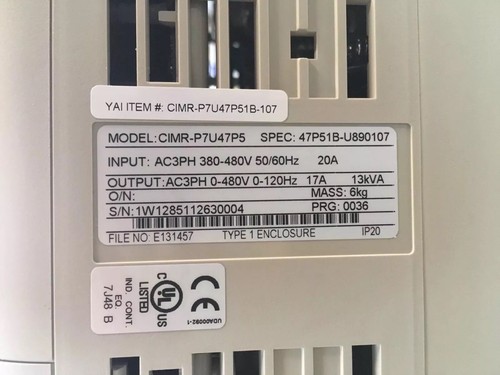 YAI ITEM #: CIMR-P7U47P51B-107
MODEL:CIMR-P7U47P5 SPEC: 47P51B-U890107
INPUT: AC3PH 380-480V 50/60Hz 20A
OUTPUT:AC3PH 0-480V 0-120Hz 17A 13kVA
O/N: MASS: 6kg
S/N:1W1285112630004 PRG: 0036
FILE NO: E131457 TYPE 1 ENCLOSURE IP20
C UL US
LISTED
IND. CONT.
EQ.
7J48 B
CE